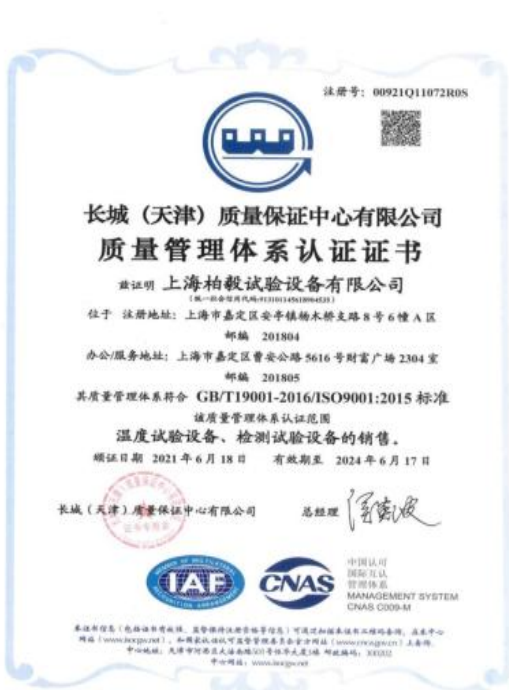 注册号：00921Q11072R0S
长城（天津）质量保证中心有限公司
质量管理体系认证证书
兹证明 上海柏毅试验设备有限公司
位于 注册地址：上海市嘉定区安亭镇杨木桥支路8号6幢A区
邮编 201804
办公/服务地址：上海市嘉定区曹安公路5616号财富广场2304室
邮编 201805
其质量管理体系符合 GB/T19001-2016/ISO9001:2015 标准
该质量管理体系认证范围
温度试验设备、检测试验设备的销售。
颁证日期 2021年6月18日 有效期至 2024年6月17日
长城（天津）质量保证中心有限公司 总经理
IAF
CNAS
中国认可
国际互认
管理体系
MANAGEMENT SYSTEM
CNAS C009-M